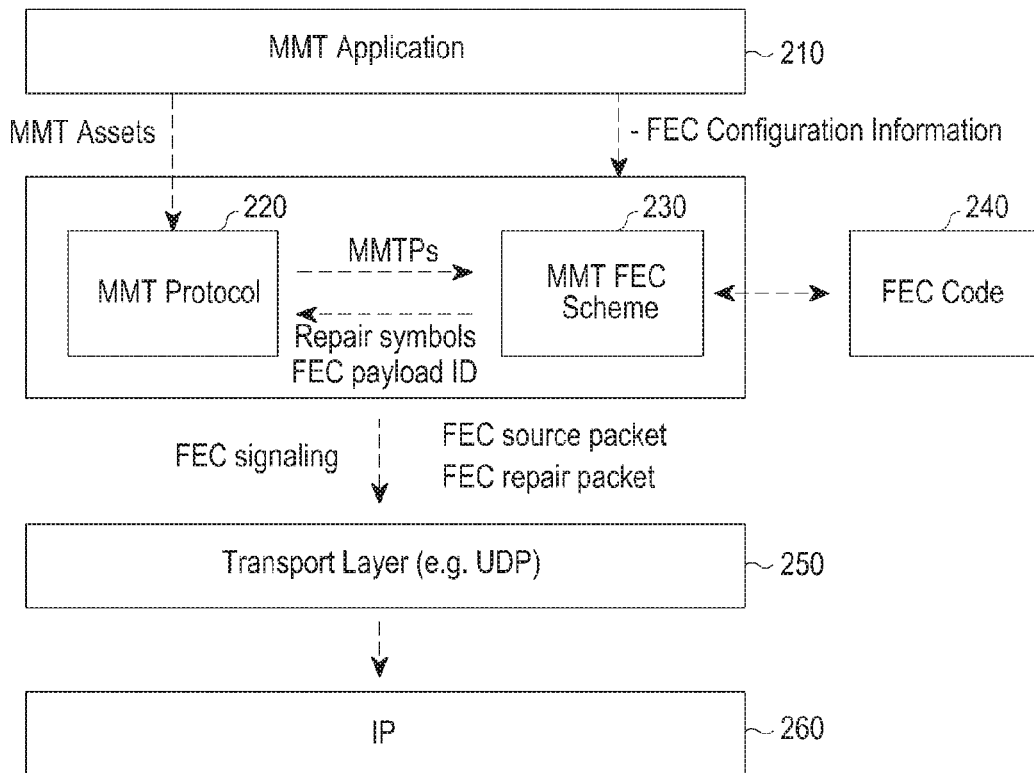 MMT Application
210
MMT Assets
- FEC Configuration Information
220
230
240
MMT Protocol
MMTPs
Repair symbols
FEC payload ID
MMT FEC
Scheme
FEC Code
FEC signaling
FEC source packet
FEC repair packet
Transport Layer (e.g. UDP)
250
IP
260